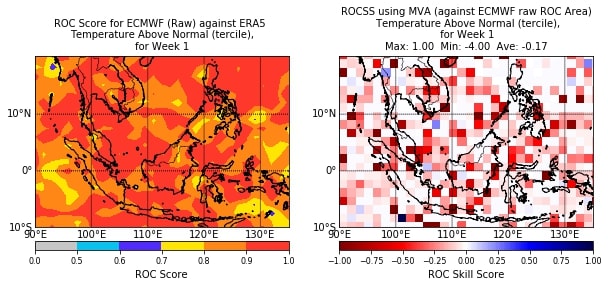 ROC Score for ECMWF (Raw) against ERA5
Temperature Above Normal (tercile),
for Week 1
10°N
0°
10°S
90°E 100°E 110°E 120°E 130°E
0.0 0.5 0.6 0.7 0.8 0.9 1.0
ROC Score
ROCSS using MVA (against ECMWF raw ROC Area)
Temperature Above Normal (tercile),
for Week 1
Max: 1.00 Min: -4.00 Ave: -0.17
10°N
0°
10°S
90°E 100°E 110°E 120°E 130°E
−1.00 −0.75 −0.50 −0.25 0.00 0.25 0.50 0.75 1.00
ROC Skill Score